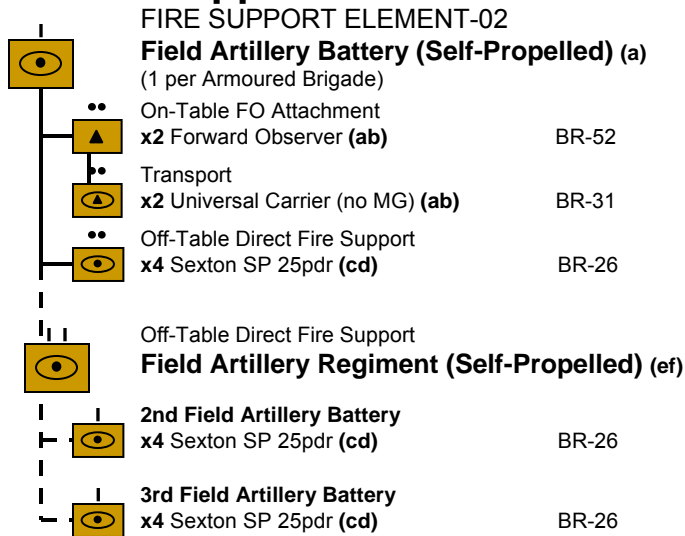 FIRE SUPPORT ELEMENT-02
Field Artillery Battery (Self-Propelled) (a)
(1 per Armoured Brigade)
On-Table FO Attachment
x2 Forward Observer (ab) BR-52
Transport
x2 Universal Carrier (no MG) (ab) BR-31
Off-Table Direct Fire Support
x4 Sexton SP 25pdr (cd) BR-26
Off-Table Direct Fire Support
Field Artillery Regiment (Self-Propelled) (ef)
2nd Field Artillery Battery
x4 Sexton SP 25pdr (cd) BR-26
3rd Field Artillery Battery
x4 Sexton SP 25pdr (cd) BR-26